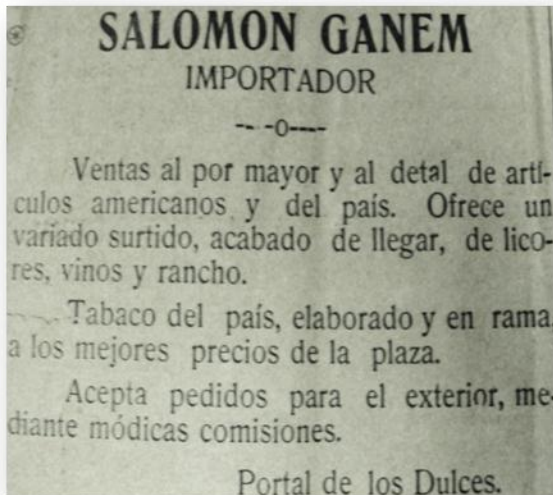 SALOMON GANEM
IMPORTADOR
----o----
Ventas al por mayor y al detal de artí-
culos americanos y del país. Ofrece un
variado surtido, acabado de llegar, de lico-
res, vinos y rancho.
Tabaco del país, elaborado y en rama,
a los mejores precios de la plaza.
Acepta pedidos para el exterior, me-
diante módicas comisiones.
Portal de los Dulces.